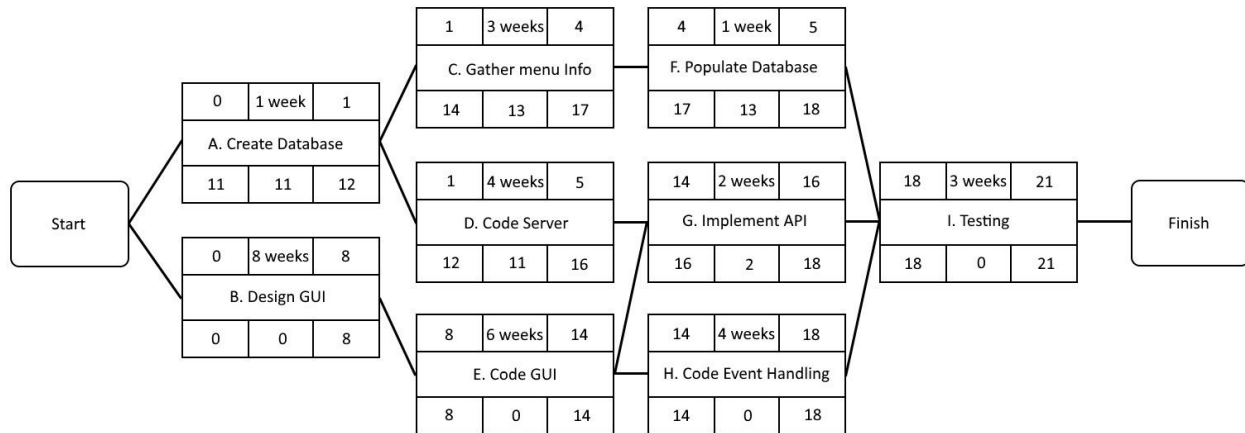 Start
0 1 week 1
A. Create Database
11 11 12
0 8 weeks 8
B. Design GUI
0 0 8
1 3 weeks 4
C. Gather menu Info
14 13 17
1 4 weeks 5
D. Code Server
12 11 16
8 6 weeks 14
E. Code GUI
8 0 14
4 1 week 5
F. Populate Database
17 13 18
14 2 weeks 16
G. Implement API
16 2 18
14 4 weeks 18
H. Code Event Handling
14 0 18
18 3 weeks 21
I. Testing
18 0 21
Finish